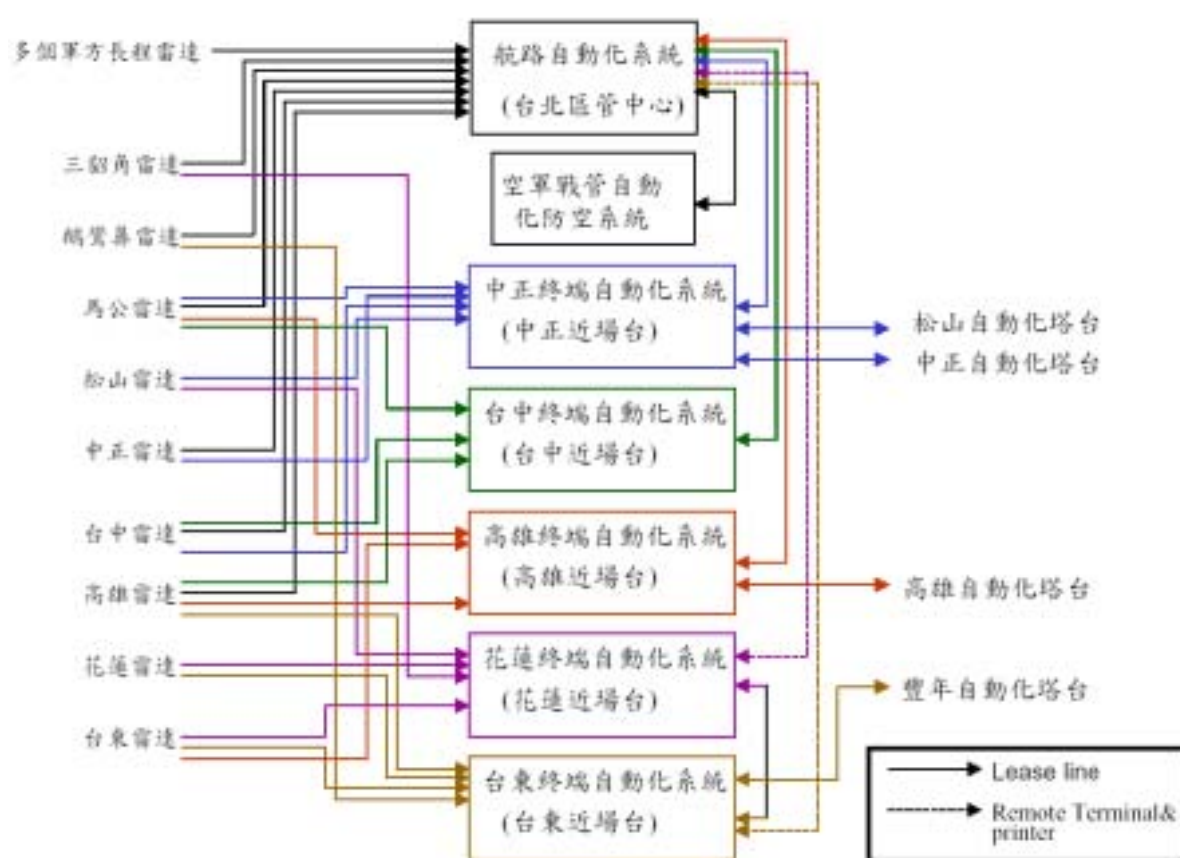 多個軍方長程雷達
三貂角雷達
鵝鑾鼻雷達
馬公雷達
松山雷達
中正雷達
台中雷達
高雄雷達
花蓮雷達
台東雷達
航路自動化系統
(台北區管中心)
空軍戰管自動
化防空系統
中正終端自動化系統
(中正近場台)
台中終端自動化系統
(台中近場台)
高雄終端自動化系統
(高雄近場台)
花蓮終端自動化系統
(花蓮近場台)
台東終端自動化系統
(台東近場台)
松山自動化塔台
中正自動化塔台
高雄自動化塔台
豐年自動化塔台
Lease line
Remote Terminal&
printer